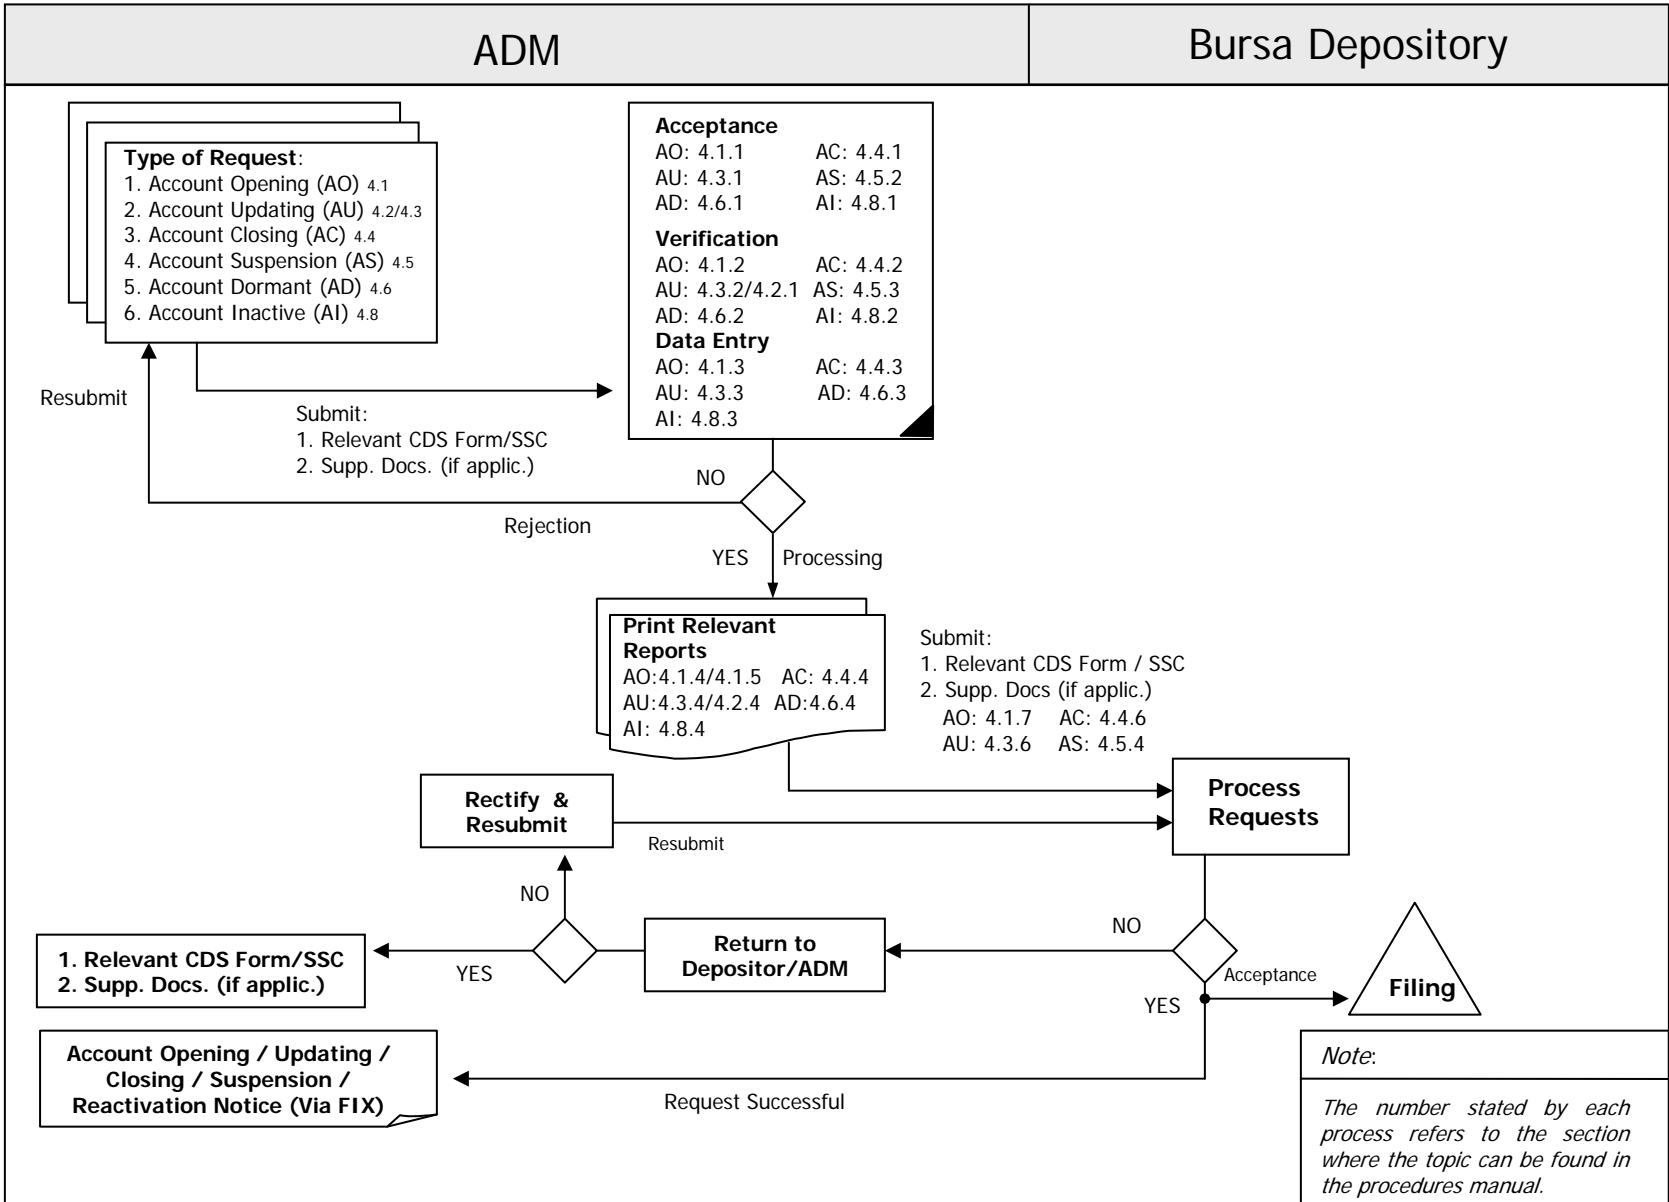 ADM
Bursa Depository
Type of Request:
1. Account Opening (AO) 4.1
2. Account Updating (AU) 4.2/4.3
3. Account Closing (AC) 4.4
4. Account Suspension (AS) 4.5
5. Account Dormant (AD) 4.6
6. Account Inactive (AI) 4.8
Acceptance
AO: 4.1.1 AC: 4.4.1
AU: 4.3.1 AS: 4.5.2
AD: 4.6.1 AI: 4.8.1
Verification
AO: 4.1.2 AC: 4.4.2
AU: 4.3.2/4.2.1 AS: 4.5.3
AD: 4.6.2 AI: 4.8.2
Data Entry
AO: 4.1.3 AC: 4.4.3
AU: 4.3.3 AD: 4.6.3
AI: 4.8.3
Resubmit
Submit:
1. Relevant CDS Form/SSC
2. Supp. Docs. (if applic.)
NO
Rejection
YES
Processing
Print Relevant
Reports
AO:4.1.4/4.1.5 AC: 4.4.4
AU:4.3.4/4.2.4 AD:4.6.4
AI: 4.8.4
Submit:
1. Relevant CDS Form / SSC
2. Supp. Docs (if applic.)
AO: 4.1.7 AC: 4.4.6
AU: 4.3.6 AS: 4.5.4
Rectify &
Resubmit
Resubmit
Process
Requests
NO
NO
Return to
Depositor/ADM
1. Relevant CDS Form/SSC
2. Supp. Docs. (if applic.)
YES
Acceptance
YES
Filing
Account Opening / Updating /
Closing / Suspension /
Reactivation Notice (Via FIX)
Request Successful
Note:
The number stated by each
process refers to the section
where the topic can be found in
the procedures manual.